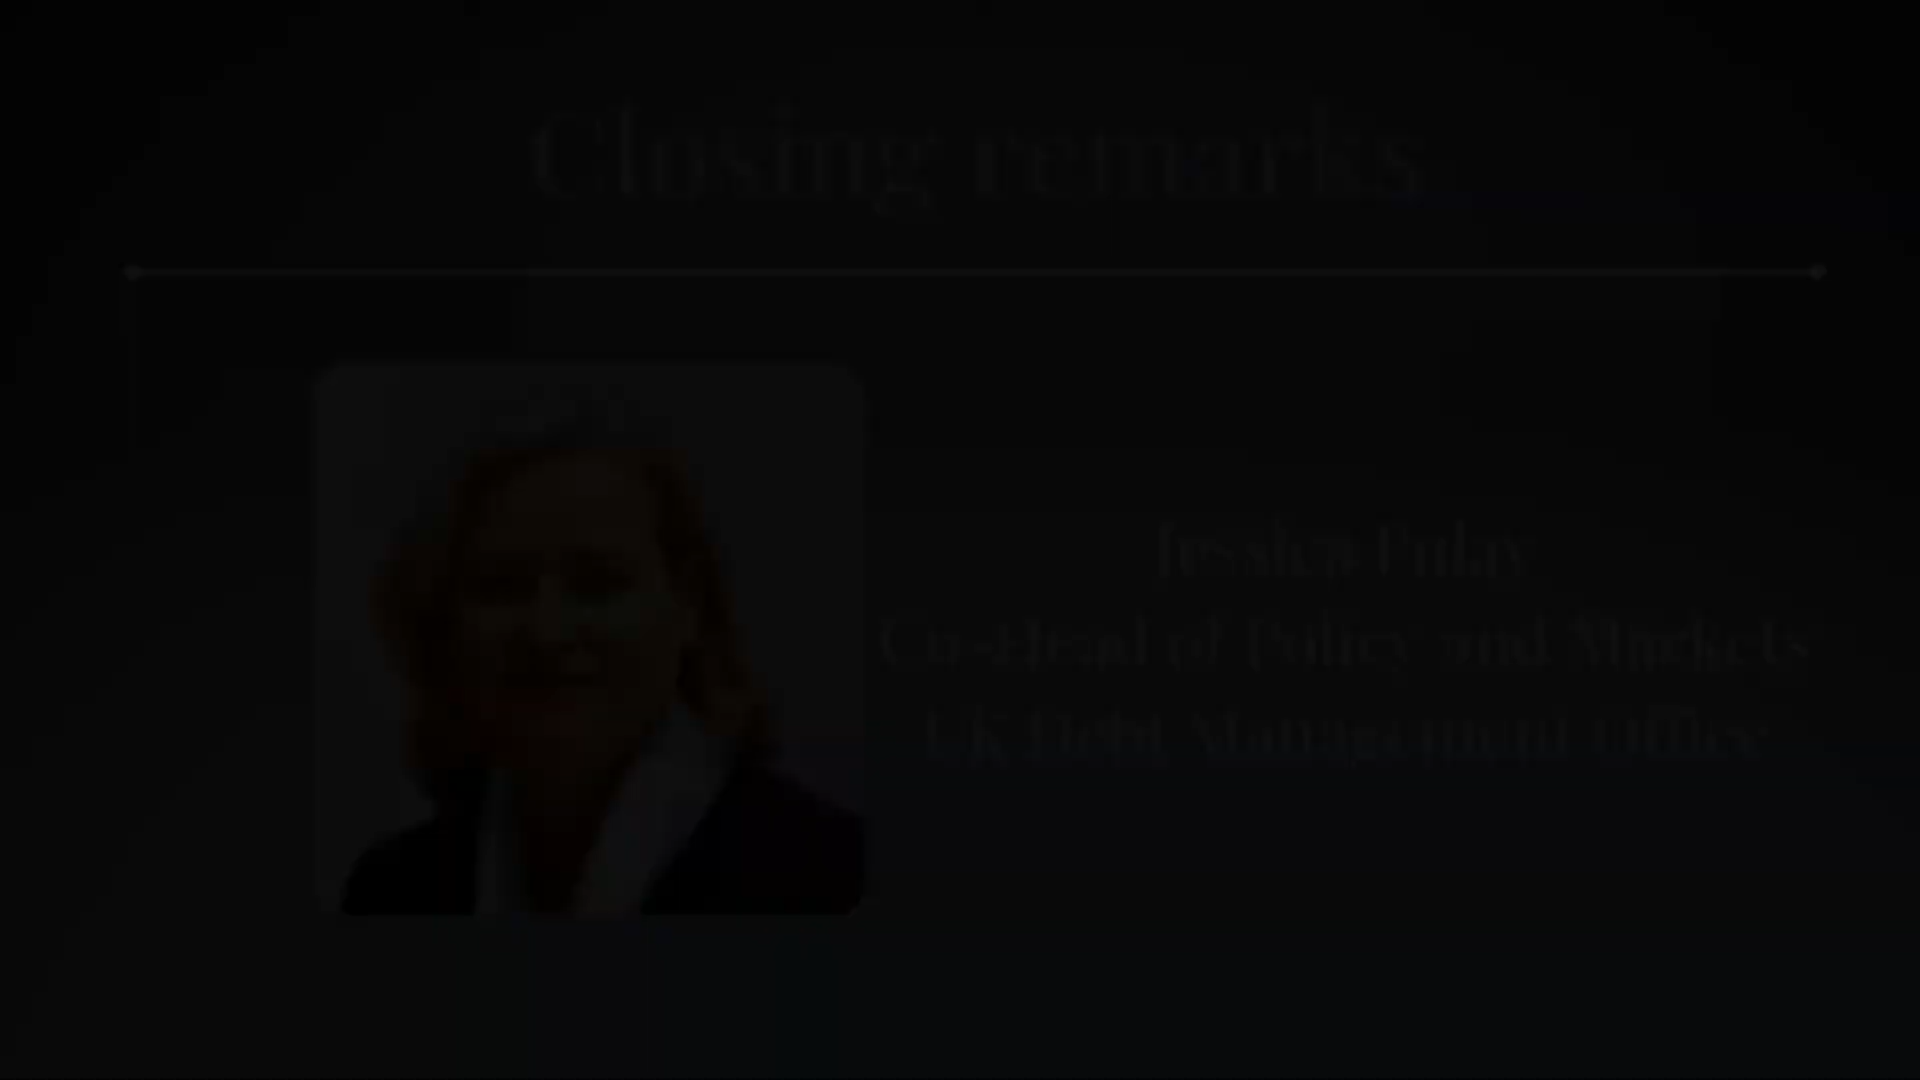 Closing remarks
Jessica Pulay
Co-Head of Policy and Markets
UK Debt Management Office